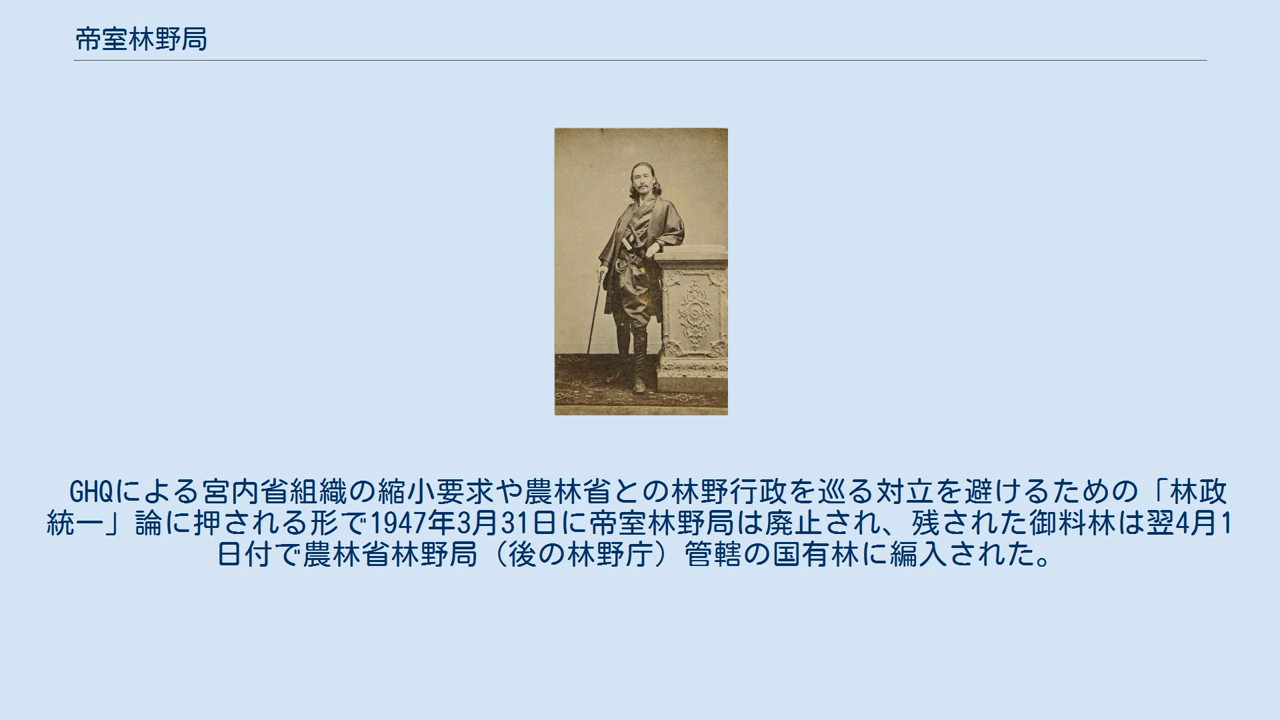 帝室林野局
GHQによる宮内省組織の縮小要求や農林省との林野行政を巡る対立を避けるための「林政
統一」論に押される形で1947年3月31日に帝室林野局は廃止され、残された御料林は翌4月1
日付で農林省林野局（後の林野庁）管轄の国有林に編入された。